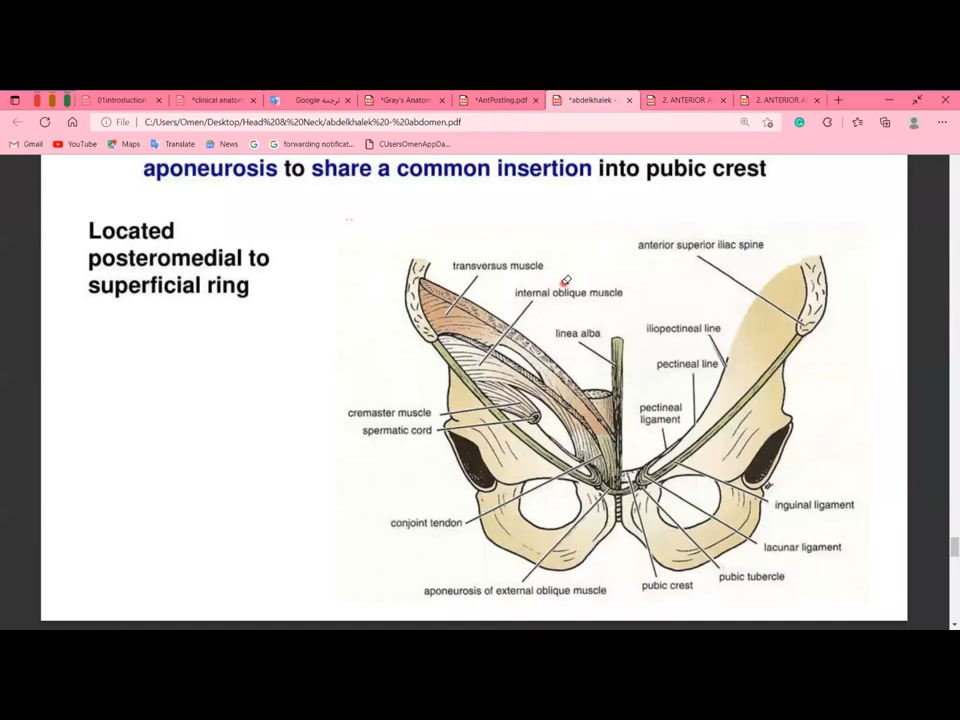 01introduction
*clinical anaton
Google ترجمة
*Gray's Anatom
*AntPosting.pdf
*abdelkhalek -
2. ANTERIOR A
2. ANTERIOR A
File
C:/Users/Omen/Desktop/Head%20&%20Neck/abdelkhalek%20-%20abdomen.pdf
Gmail
YouTube
Maps
Translate
News
forwarding notificat...
CUsersOmenAppDa...
aponeurosis to share a common insertion into pubic crest
Located
posteromedial to
superficial ring
anterior superior iliac spine
transversus muscle
internal oblique muscle
linea alba
iliopectineal line
pectineal line
cremaster muscle
pectineal
ligament
spermatic cord
inguinal ligament
conjoint tendon
lacunar ligament
pubic tubercle
pubic crest
aponeurosis of external oblique muscle